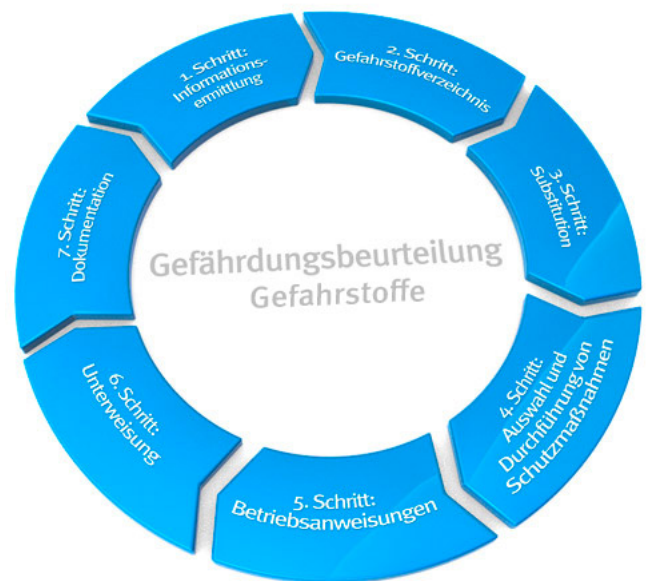 1. Schritt:
Informations-
ermittlung
2. Schritt:
Gefahrstoffverzeichnis
3. Schritt:
Substitution
4. Schritt:
Auswahl und
Durchführung von
Schutzmaßnahmen
5. Schritt:
Betriebsanweisungen
6. Schritt:
Unterweisung
7. Schritt:
Dokumentation
Gefährdungsbeurteilung
Gefahrstoffe